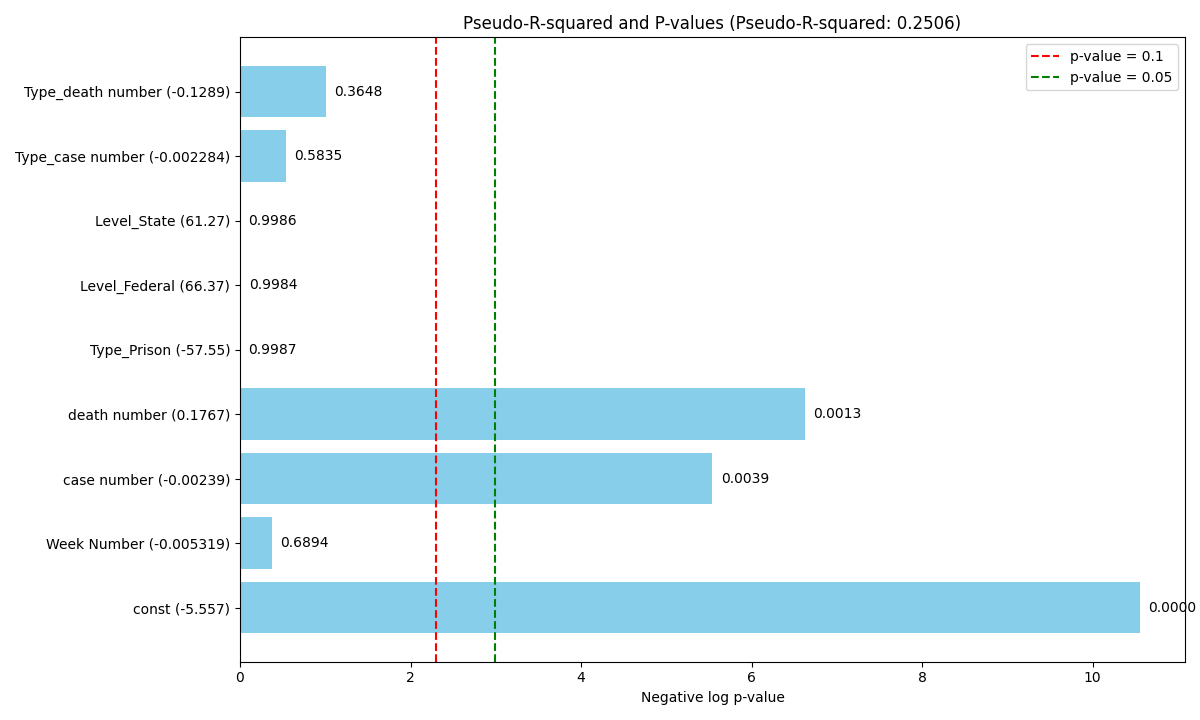 Pseudo-R-squared and P-values (Pseudo-R-squared: 0.2506)
p-value = 0.1
p-value = 0.05
Type_death number (-0.1289) 0.3648
Type_case number (-0.002284) 0.5835
Level_State (61.27) 0.9986
Level_Federal (66.37) 0.9984
Type_Prison (-57.55) 0.9987
death number (0.1767) 0.0013
case number (-0.00239) 0.0039
Week Number (-0.005319) 0.6894
const (-5.557) 0.0000
0 2 4 6 8 10
Negative log p-value